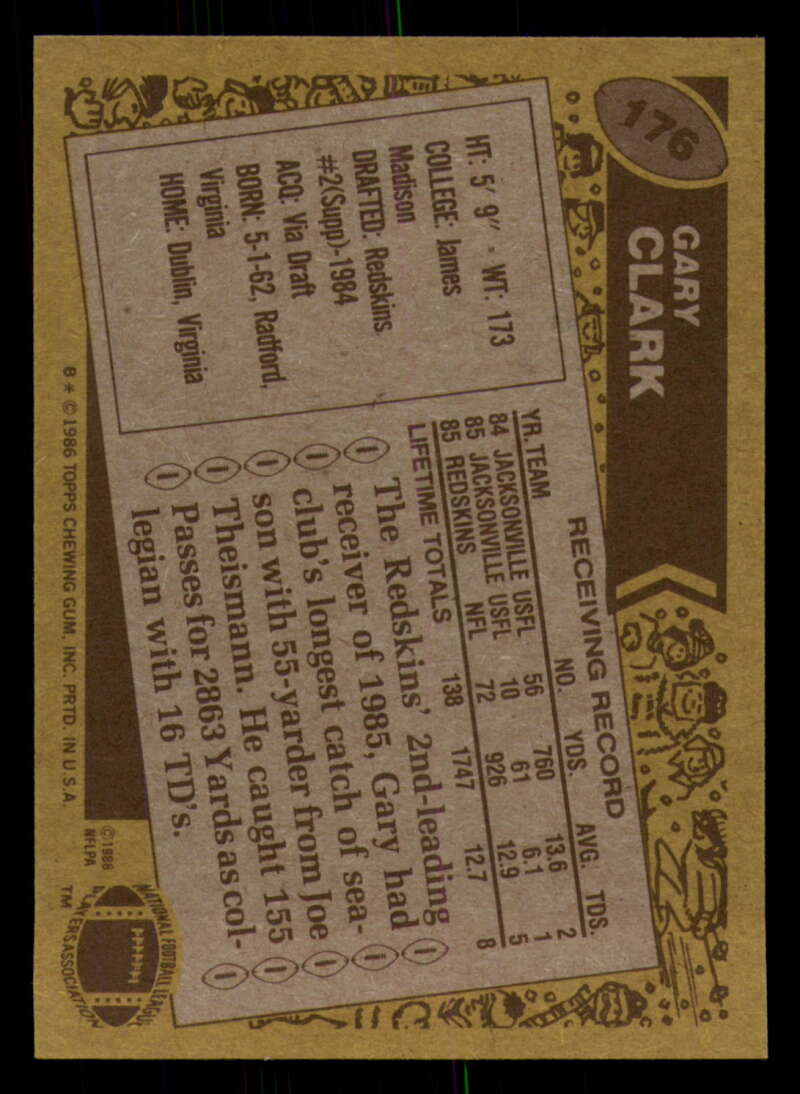 176
GARY
CLARK
HT: 5' 9" - WT: 173
COLLEGE: James
Madison
DRAFTED: Redskins
#2(Supp)-1984
ACQ: Via Draft
BORN: 5-1-62, Radford,
Virginia
HOME: Dublin, Virginia
RECEIVING RECORD
YR. TEAM NO. YDS. AVG. TDS.
84 JACKSONVILLE USFL 56 760 13.6 2
85 JACKSONVILLE USFL 10 61 6.1 1
85 REDSKINS NFL 72 926 12.9 5
LIFETIME TOTALS 138 1747 12.7 8
The Redskins' 2nd-leading
receiver of 1985, Gary had
club's longest catch of sea-
son with 55-yarder from Joe
Theismann. He caught 155
Passes for 2863 Yards as col-
legian with 16 TD's.
B * © 1986 TOPPS CHEWING GUM, INC. PRTD. IN U.S.A.
©1986
NFLPA
NATIONAL FOOTBALL LEAGUE
PLAYERS ASSOCIATION
TM